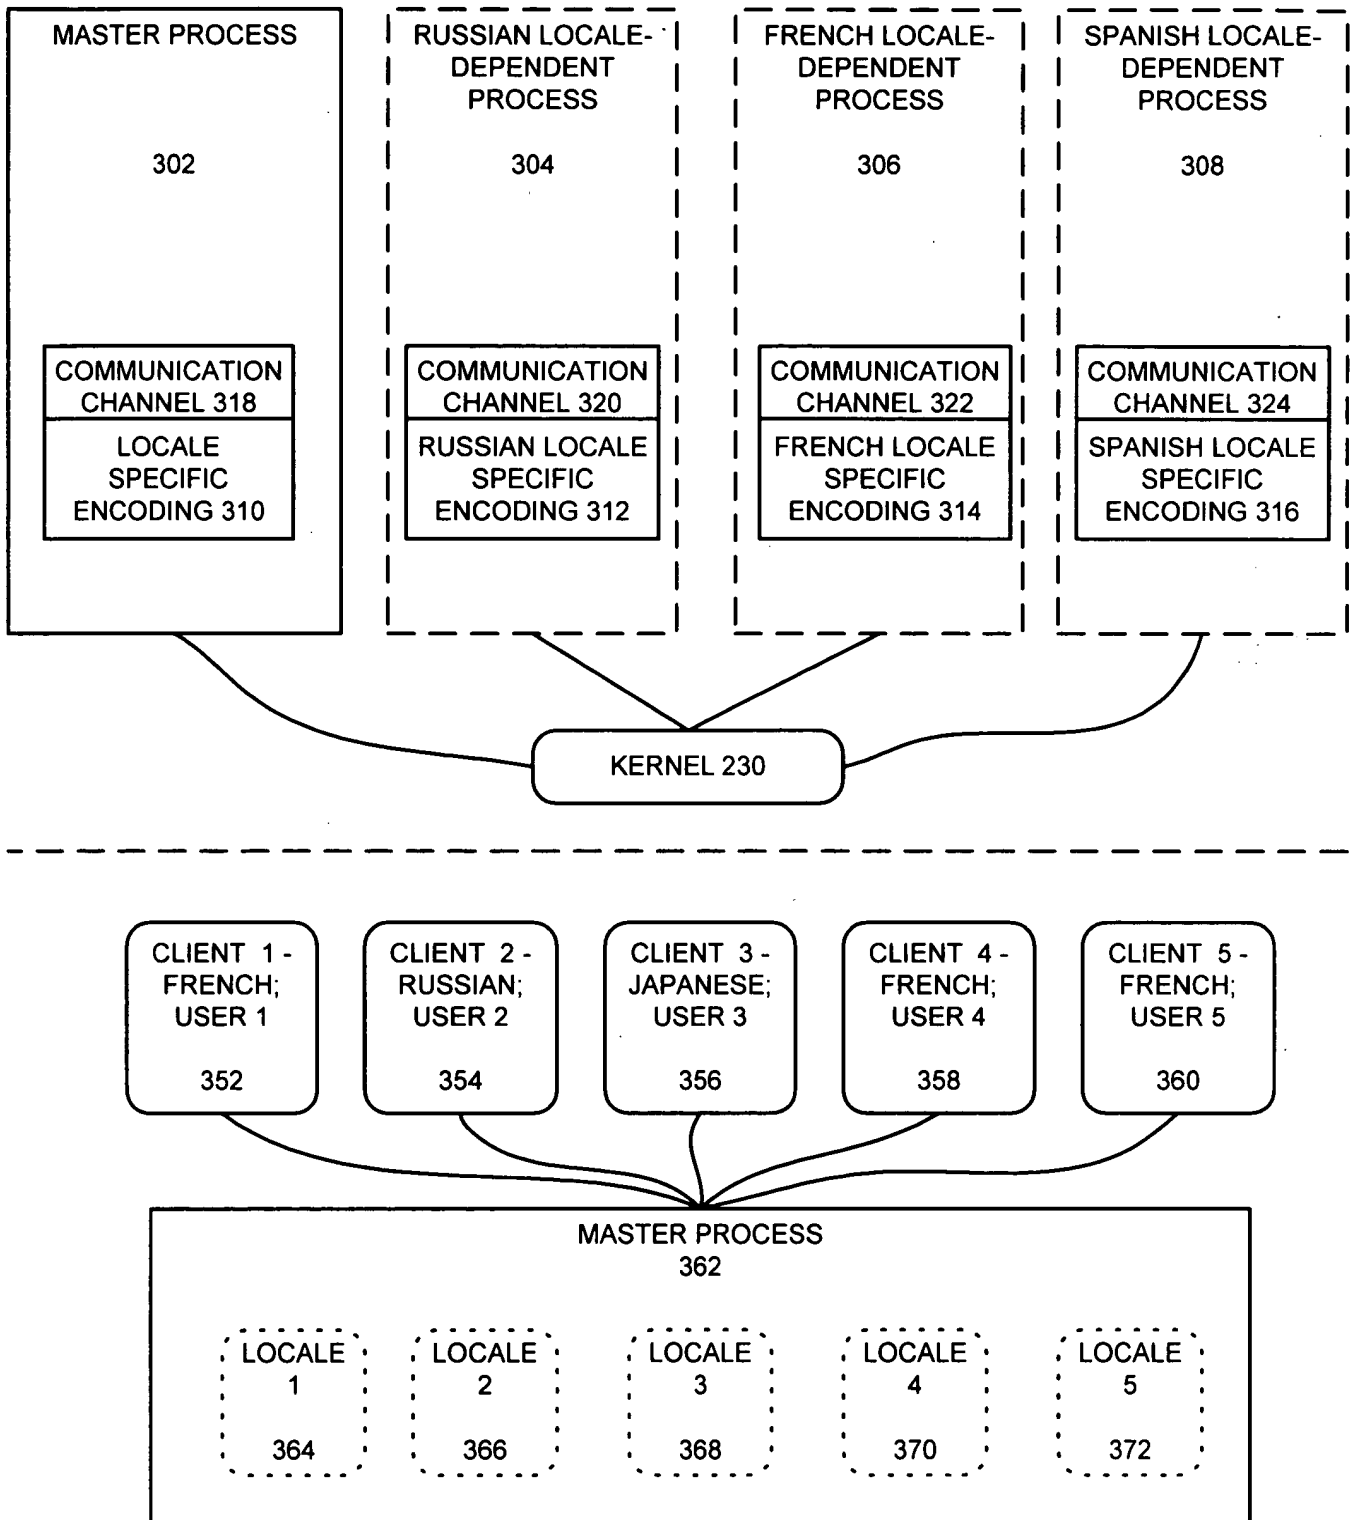 MASTER PROCESS
302
COMMUNICATION
CHANNEL 318
LOCALE
SPECIFIC
ENCODING 310
RUSSIAN LOCALE-
DEPENDENT
PROCESS
304
COMMUNICATION
CHANNEL 320
RUSSIAN LOCALE
SPECIFIC
ENCODING 312
FRENCH LOCALE-
DEPENDENT
PROCESS
306
COMMUNICATION
CHANNEL 322
FRENCH LOCALE
SPECIFIC
ENCODING 314
SPANISH LOCALE-
DEPENDENT
PROCESS
308
COMMUNICATION
CHANNEL 324
SPANISH LOCALE
SPECIFIC
ENCODING 316
KERNEL 230
CLIENT 1 -
FRENCH;
USER 1
352
CLIENT 2 -
RUSSIAN;
USER 2
354
CLIENT 3 -
JAPANESE;
USER 3
356
CLIENT 4 -
FRENCH;
USER 4
358
CLIENT 5 -
FRENCH;
USER 5
360
MASTER PROCESS
362
LOCALE
1
364
LOCALE
2
366
LOCALE
3
368
LOCALE
4
370
LOCALE
5
372